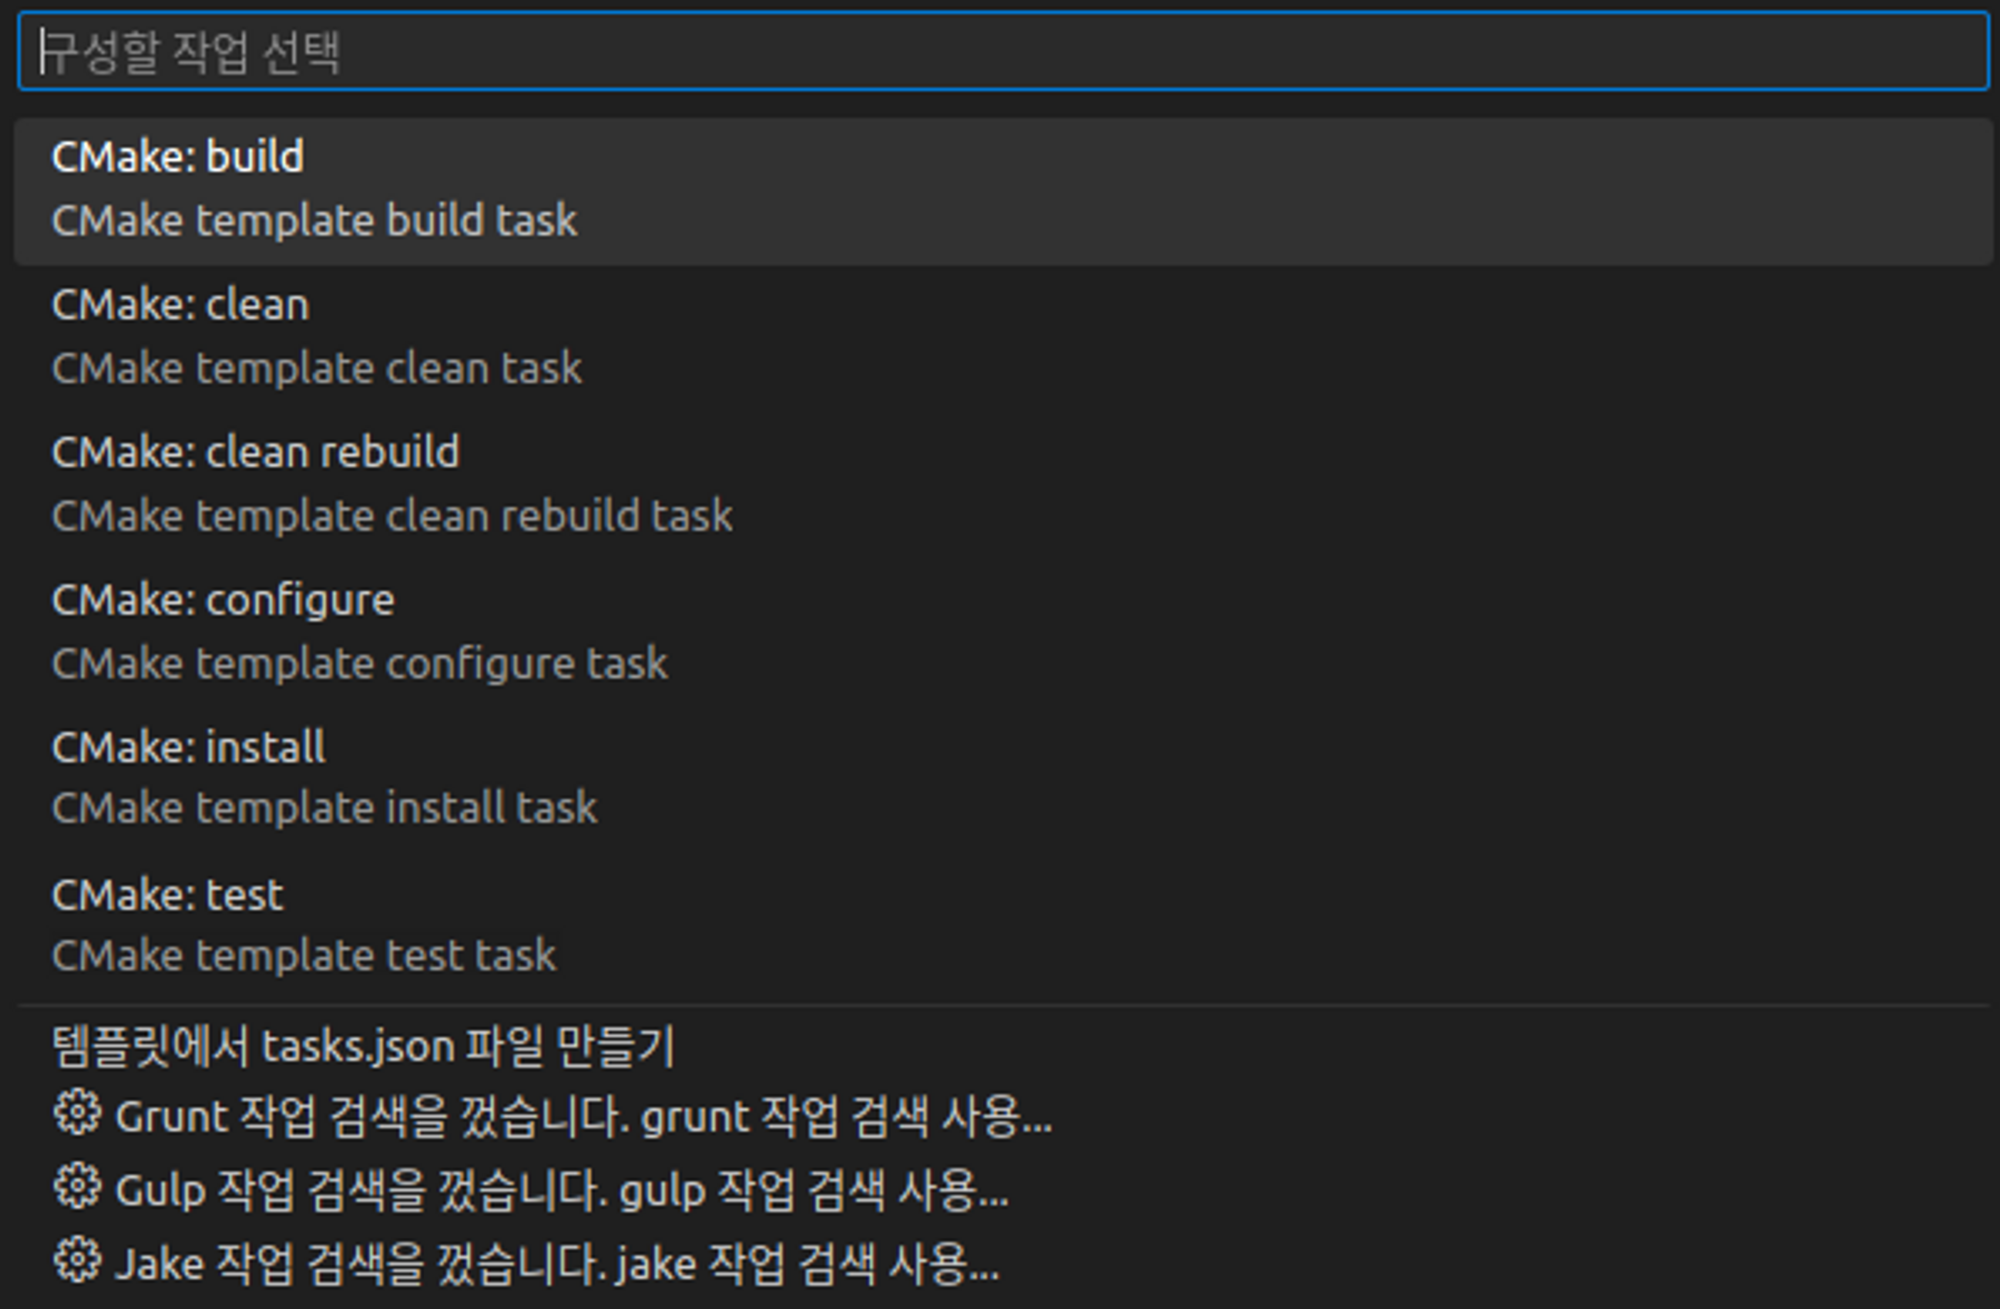 구성할 작업 선택
CMake: build
CMake template build task
CMake: clean
CMake template clean task
CMake: clean rebuild
CMake template clean rebuild task
CMake: configure
CMake template configure task
CMake: install
CMake template install task
CMake: test
CMake template test task
템플릿에서 tasks.json 파일 만들기
Grunt 작업 검색을 껐습니다. grunt 작업 검색 사용...
Gulp 작업 검색을 껐습니다. gulp 작업 검색 사용...
Jake 작업 검색을 껐습니다. jake 작업 검색 사용...